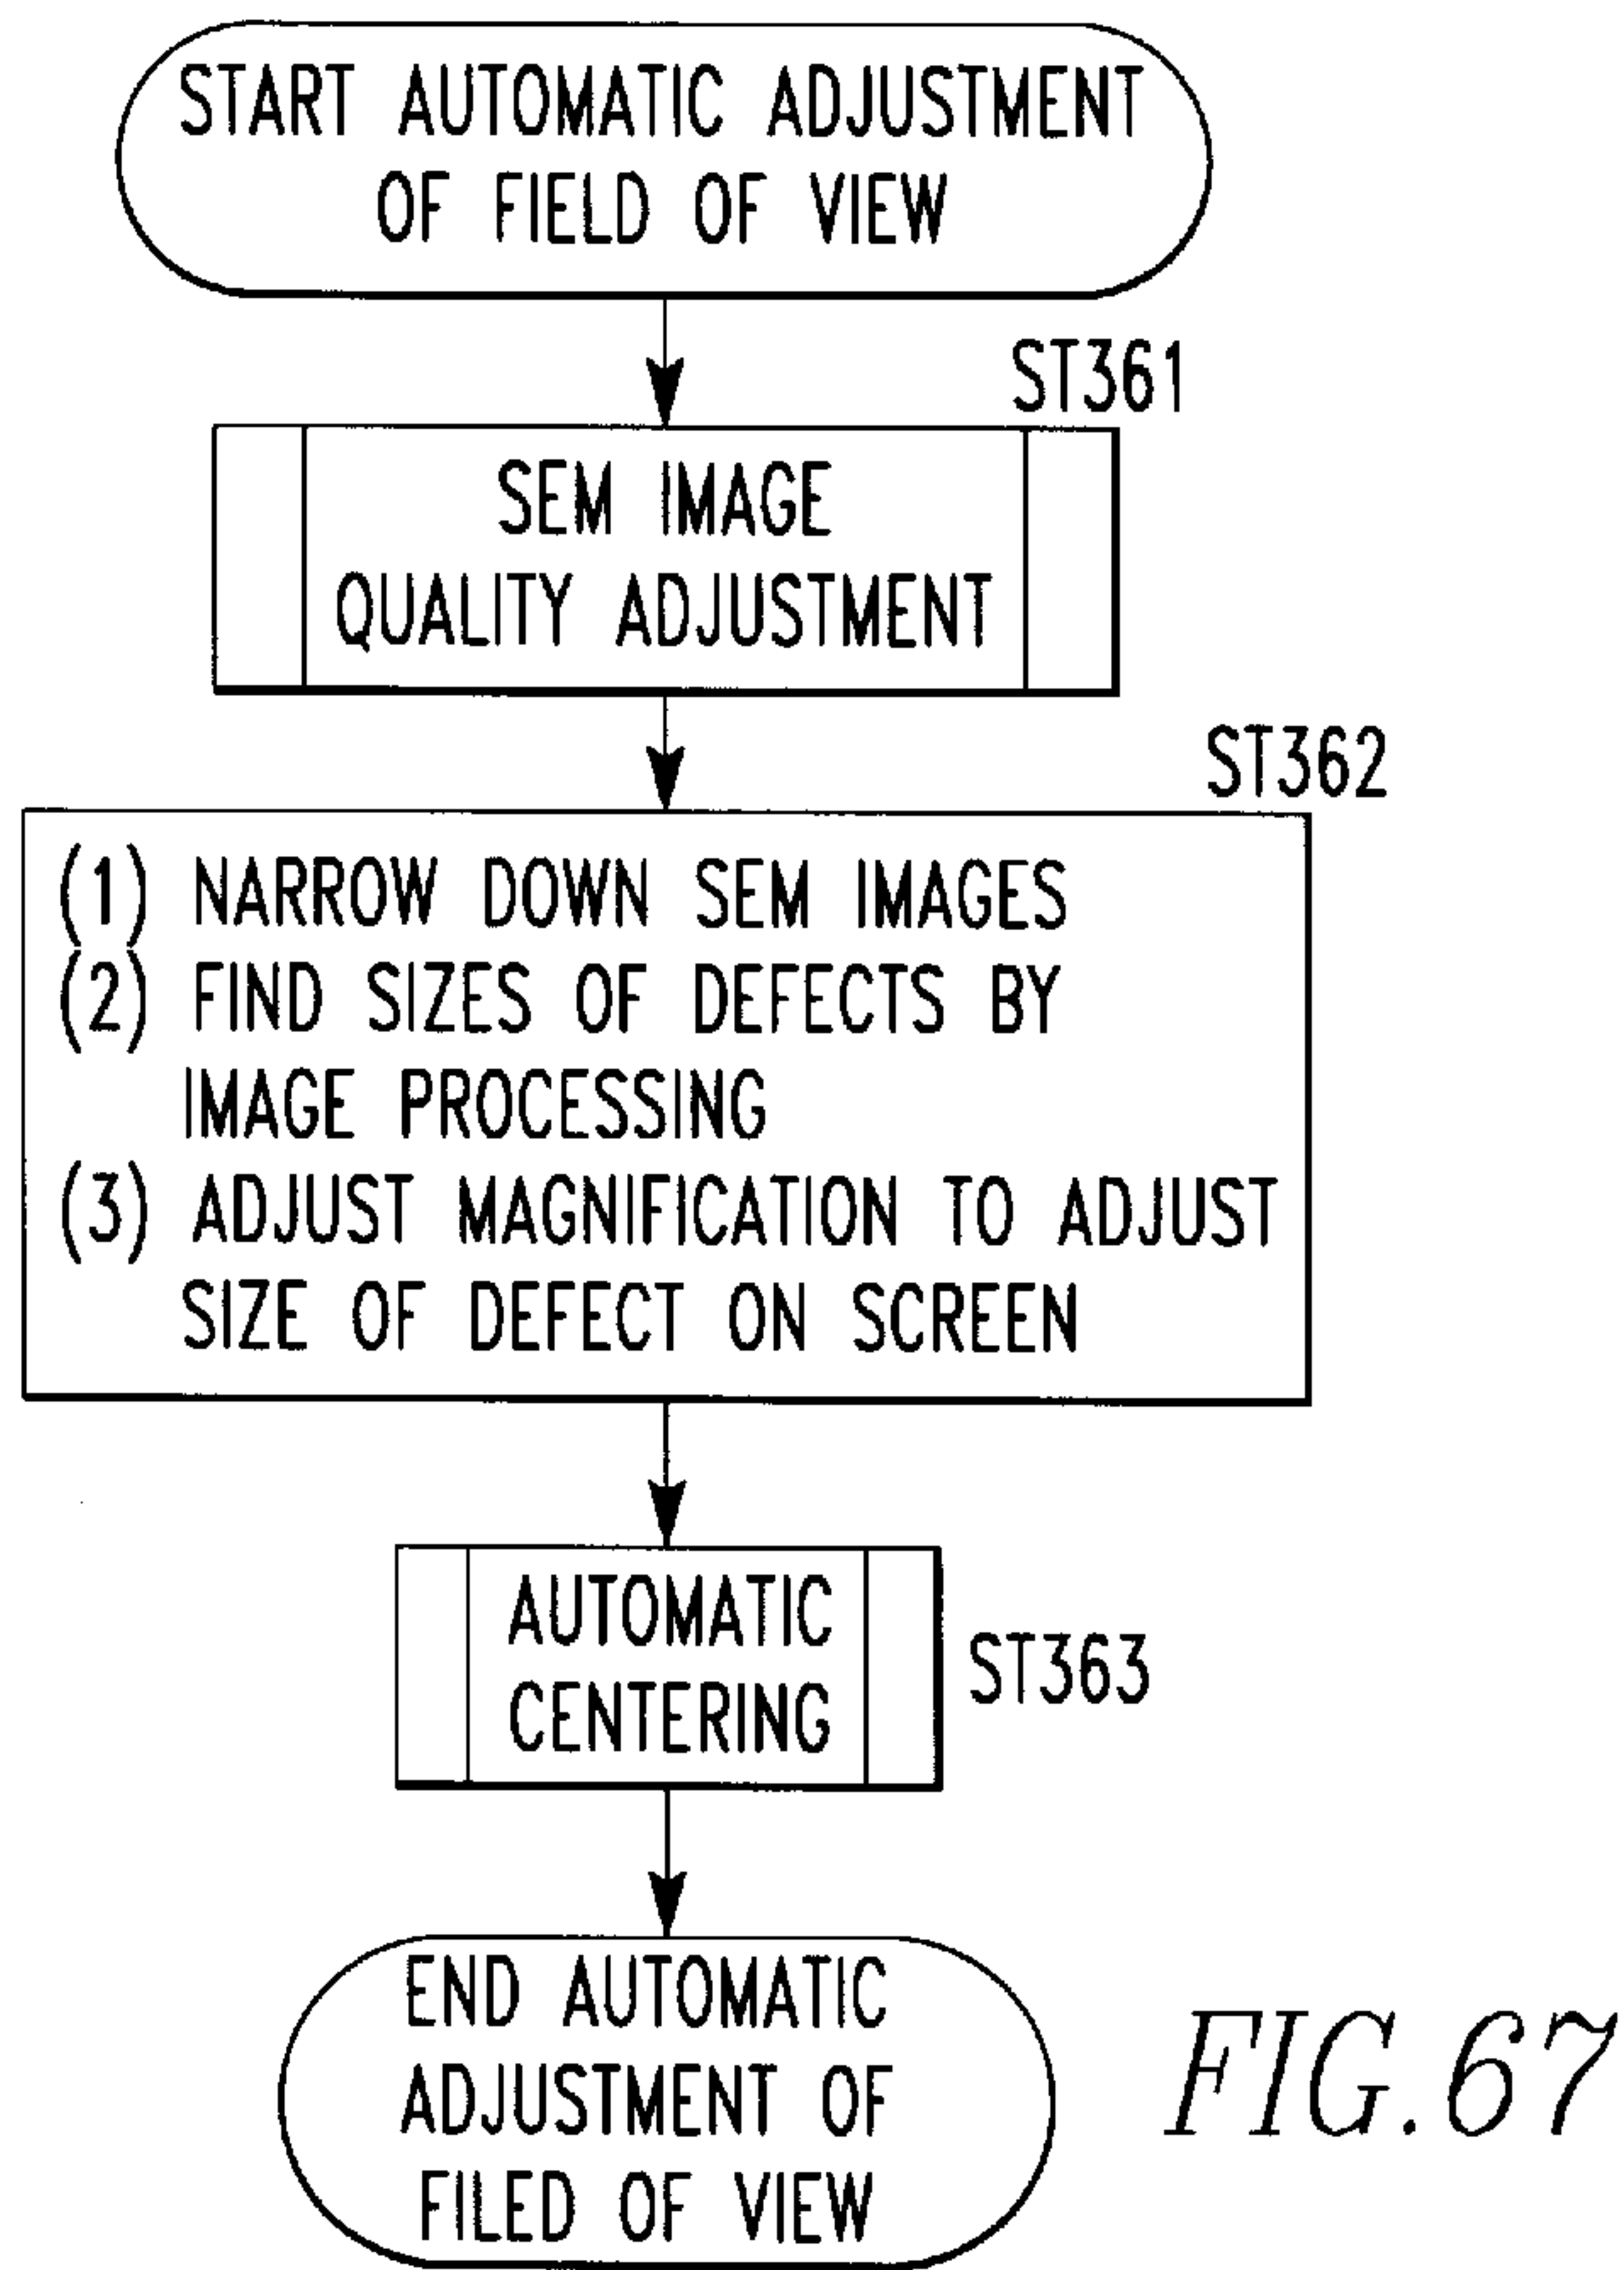 START AUTOMATIC ADJUSTMENT
OF FIELD OF VIEW
ST361
SEM IMAGE
QUALITY ADJUSTMENT
ST362
(1) NARROW DOWN SEM IMAGES
(2) FIND SIZES OF DEFECTS BY
IMAGE PROCESSING
(3) ADJUST MAGNIFICATION TO ADJUST
SIZE OF DEFECT ON SCREEN
AUTOMATIC
CENTERING
ST363
END AUTOMATIC
ADJUSTMENT OF
FILED OF VIEW
FIG. 67